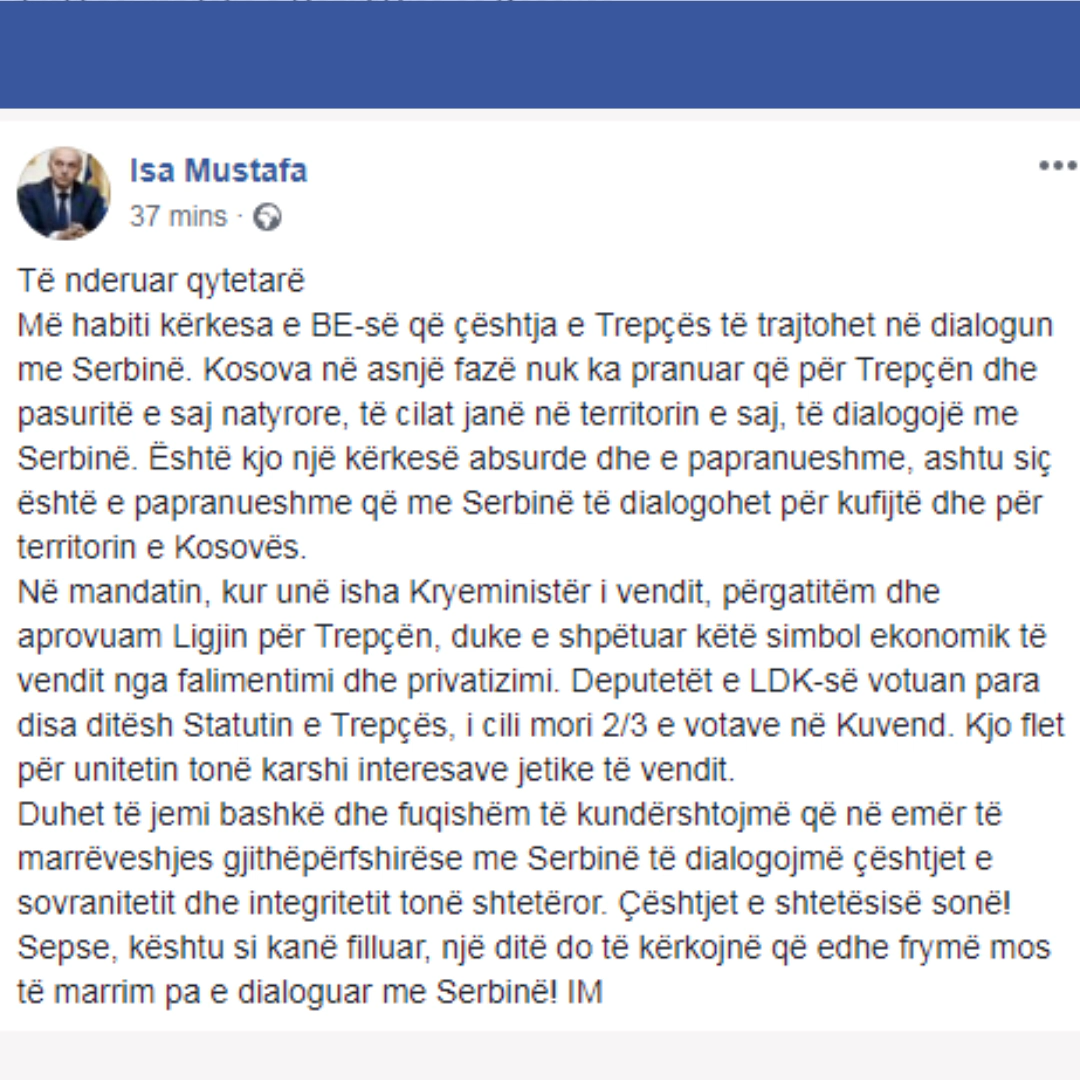 Isa Mustafa
37 mins ·
Të nderuar qytetarë
Më habiti kërkesa e BE-së që çështja e Trepçës të trajtohet në dialogun
me Serbinë. Kosova në asnjë fazë nuk ka pranuar që për Trepçën dhe
pasuritë e saj natyrore, të cilat janë në territorin e saj, të dialogojë me
Serbinë. Është kjo një kërkesë absurde dhe e papranueshme, ashtu siç
është e papranueshme që me Serbinë të dialogohet për kufijtë dhe për
territorin e Kosovës.
Në mandatin, kur unë isha Kryeministër i vendit, përgatitëm dhe
aprovuam Ligjin për Trepçën, duke e shpëtuar këtë simbol ekonomik të
vendit nga falimentimi dhe privatizimi. Deputetët e LDK-së votuan para
disa ditësh Statutin e Trepçës, i cili mori 2/3 e votave në Kuvend. Kjo flet
për unitetin tonë karshi interesave jetike të vendit.
Duhet të jemi bashkë dhe fuqishëm të kundërshtojmë që në emër të
marrëveshjes gjithëpërfshirëse me Serbinë të dialogojmë çështjet e
sovranitetit dhe integritetit tonë shtetëror. Çështjet e shtetësisë sonë!
Sepse, kështu si kanë filluar, një ditë do të kërkojnë që edhe frymë mos
të marrim pa e dialoguar me Serbinë! IM